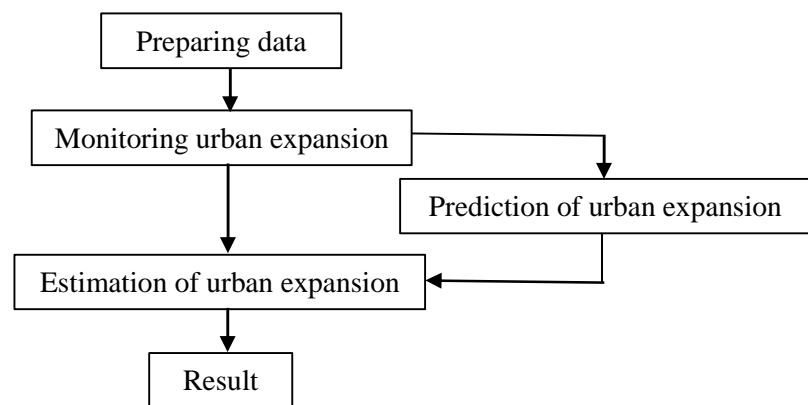 Preparing data
Monitoring urban expansion
Prediction of urban expansion
Estimation of urban expansion
Result